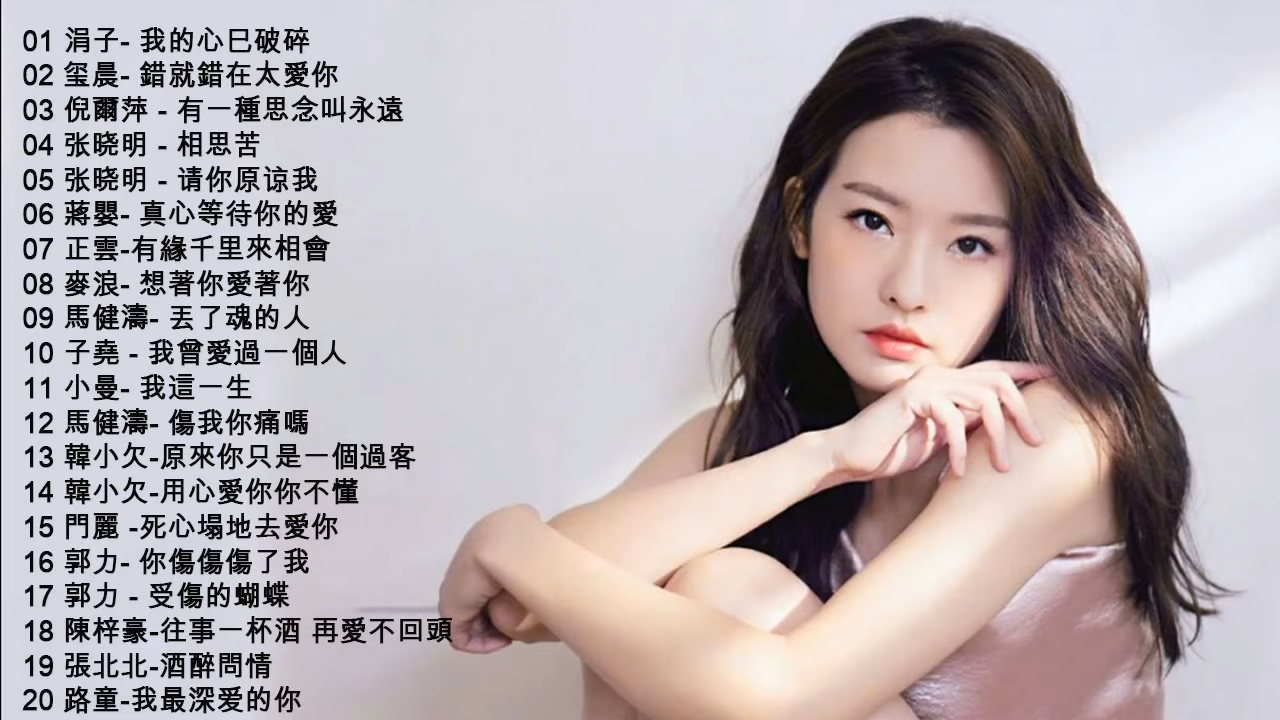 01 涓子- 我的心巳破碎
02 玺晨- 錯就錯在太愛你
03 倪爾萍 - 有一種思念叫永遠
04 张晓明 - 相思苦
05 张晓明 - 请你原谅我
06 蔣嬰- 真心等待你的愛
07 正雲-有緣千里來相會
08 麥浪- 想著你愛著你
09 馬健濤- 丟了魂的人
10 子堯 - 我曾愛過一個人
11 小曼- 我這一生
12 馬健濤- 傷我你痛嗎
13 韓小欠-原來你只是一個過客
14 韓小欠-用心愛你你不懂
15 門麗 -死心塌地去愛你
16 郭力- 你傷傷傷了我
17 郭力 - 受傷的蝴蝶
18 陳梓豪-往事一杯酒 再愛不回頭
19 張北北-酒醉問情
20 路童-我最深爱的你